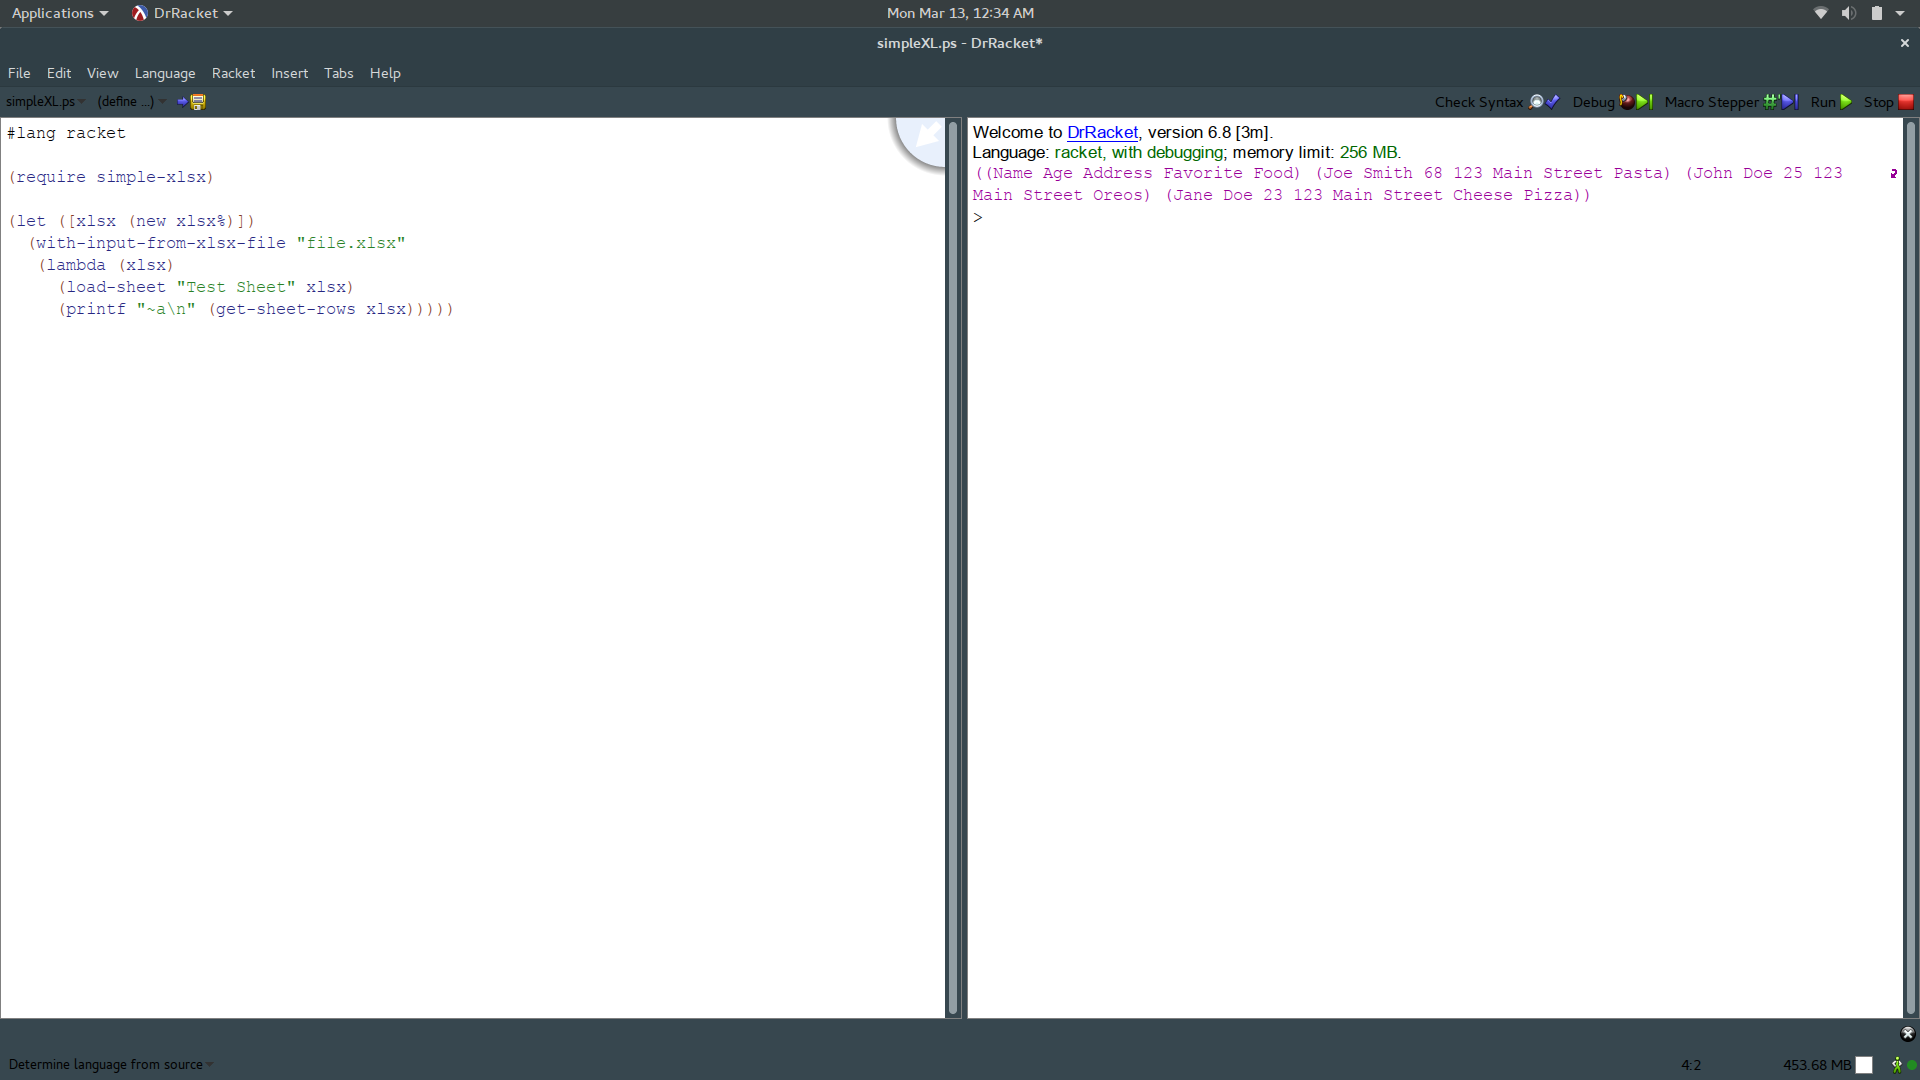 Applications DrRacket Mon Mar 13, 12:34 AM
simpleXL.ps - DrRacket*
File Edit View Language Racket Insert Tabs Help
simpleXL.ps (define ...) Check Syntax Debug Macro Stepper Run Stop
#lang racket
(require simple-xlsx)
(let ([xlsx (new xlsx%)])
(with-input-from-xlsx-file "file.xlsx"
(lambda (xlsx)
(load-sheet "Test Sheet" xlsx)
(printf "~a\n" (get-sheet-rows xlsx)))))
Welcome to DrRacket, version 6.8 [3m].
Language: racket, with debugging; memory limit: 256 MB.
((Name Age Address Favorite Food) (Joe Smith 68 123 Main Street Pasta) (John Doe 25 123
Main Street Oreos) (Jane Doe 23 123 Main Street Cheese Pizza))
>
Determine language from source 4:2 453.68 MB